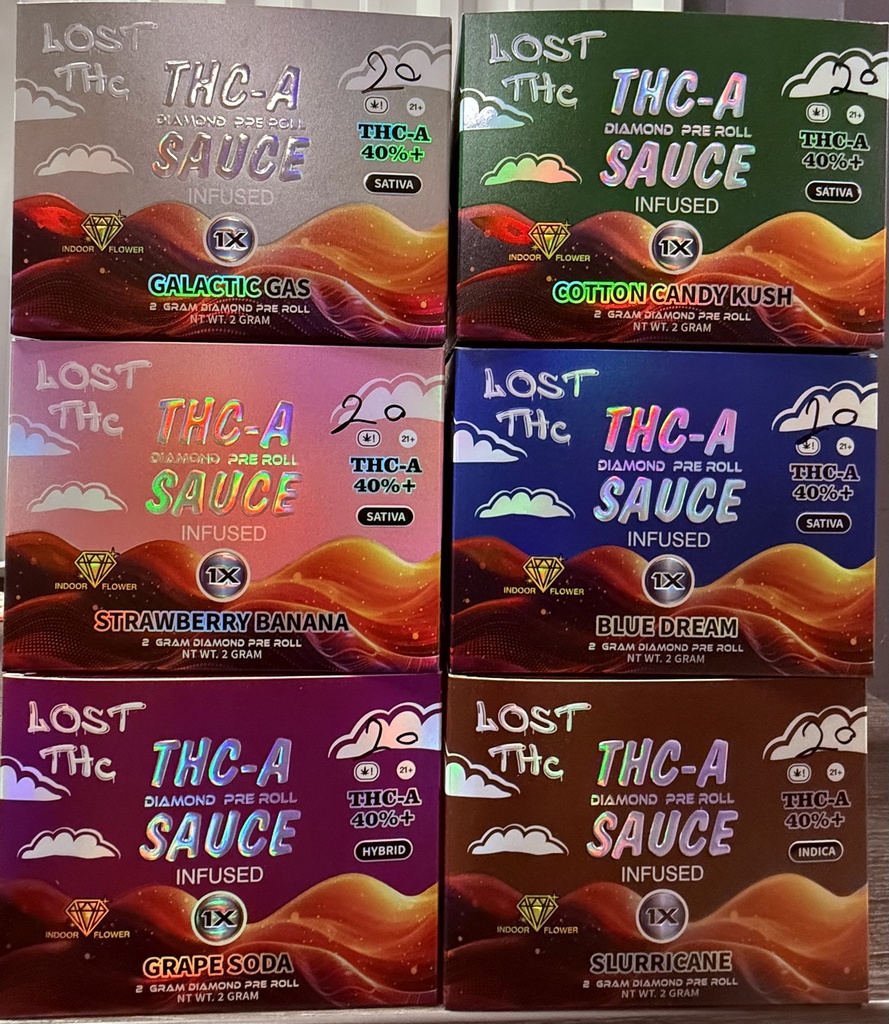 LOST
THc
THC-A
DIAMOND PRE ROLL
SAUCE
INFUSED
20
!
21+
THC-A
40%+
SATIVA
INDOOR FLOWER
1X
GALACTIC GAS
2 GRAM DIAMOND PRE ROLL
NT WT. 2 GRAM
LOST
THc
THC-A
DIAMOND PRE ROLL
SAUCE
INFUSED
20
!
21+
THC-A
40%+
SATIVA
INDOOR FLOWER
1X
COTTON CANDY KUSH
2 GRAM DIAMOND PRE ROLL
NT WT. 2 GRAM
LOST
THc
THC-A
DIAMOND PRE ROLL
SAUCE
INFUSED
20
!
21+
THC-A
40%+
SATIVA
INDOOR FLOWER
1X
STRAWBERRY BANANA
2 GRAM DIAMOND PRE ROLL
NT WT. 2 GRAM
LOST
THc
THC-A
DIAMOND PRE ROLL
SAUCE
INFUSED
20
!
21+
THC-A
40%+
SATIVA
INDOOR FLOWER
1X
BLUE DREAM
2 GRAM DIAMOND PRE ROLL
NT WT. 2 GRAM
LOST
THc
THC-A
DIAMOND PRE ROLL
SAUCE
INFUSED
20
!
21+
THC-A
40%+
HYBRID
INDOOR FLOWER
1X
GRAPE SODA
2 GRAM DIAMOND PRE ROLL
NT WT. 2 GRAM
LOST
THc
THC-A
DIAMOND PRE ROLL
SAUCE
INFUSED
20
!
21+
THC-A
40%+
INDICA
INDOOR FLOWER
1X
SLURRICANE
2 GRAM DIAMOND PRE ROLL
NT WT. 2 GRAM